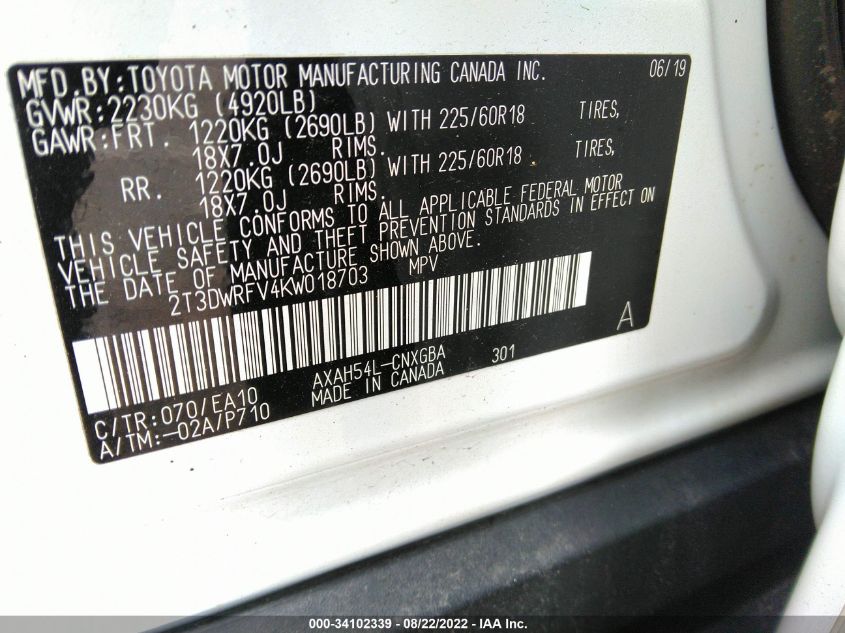 MFD.BY:TOYOTA MOTOR MANUFACTURING CANADA INC. 06/19
GVWR:2230KG (4920LB)
GAWR:FRT. 1220KG (2690LB) WITH 225/60R18 TIRES,
18X7.0J RIMS.
RR. 1220KG (2690LB) WITH 225/60R18 TIRES,
18X7.0J RIMS.
THIS VEHICLE CONFORMS TO ALL APPLICABLE FEDERAL MOTOR
VEHICLE SAFETY AND THEFT PREVENTION STANDARDS IN EFFECT ON
THE DATE OF MANUFACTURE SHOWN ABOVE.
2T3DWRFV4KW018703 MPV
A
AXAH54L-CNXGBA 301
MADE IN CANADA
C/TR:070/EA10
A/TM:-02A/P710
000-34102339 - 08/22/2022 - IAA Inc.